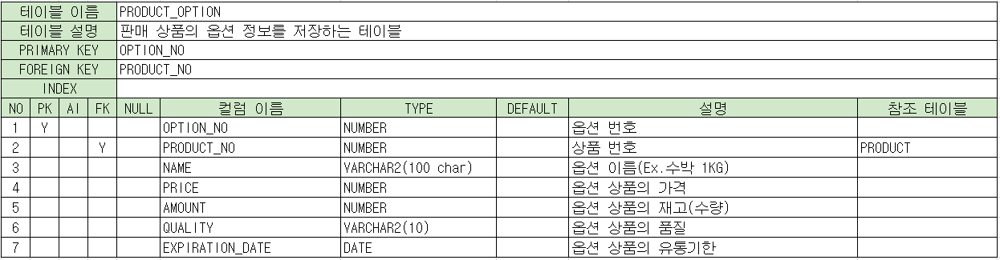 테이블 이름 PRODUCT_OPTION
테이블 설명 판매 상품의 옵션 정보를 저장하는 테이블
PRIMARY KEY OPTION_NO
FOREIGN KEY PRODUCT_NO
INDEX
NO PK AI FK NULL 컬럼 이름 TYPE DEFAULT 설명 참조 테이블
1 Y OPTION_NO NUMBER 옵션 번호
2 Y PRODUCT_NO NUMBER 상품 번호 PRODUCT
3 NAME VARCHAR2(100 char) 옵션 이름(Ex.수박 1KG)
4 PRICE NUMBER 옵션 상품의 가격
5 AMOUNT NUMBER 옵션 상품의 재고(수량)
6 QUALITY VARCHAR2(10) 옵션 상품의 품질
7 EXPIRATION_DATE DATE 옵션 상품의 유통기한